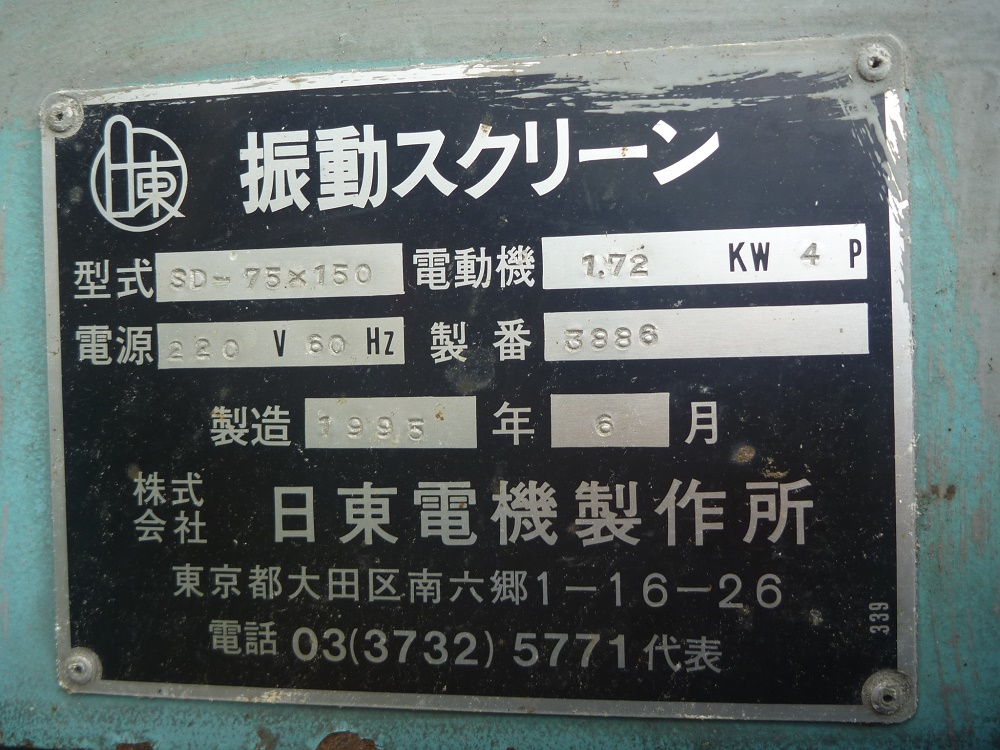 日東
振動スクリーン
型式 SD-75×150 電動機 1.72 KW 4 P
電源 220 V 60 Hz 製番 3886
製造 1995 年 6 月
株式会社 日東電機製作所
東京都大田区南六郷1-16-26
電話 03(3732)5771代表
339